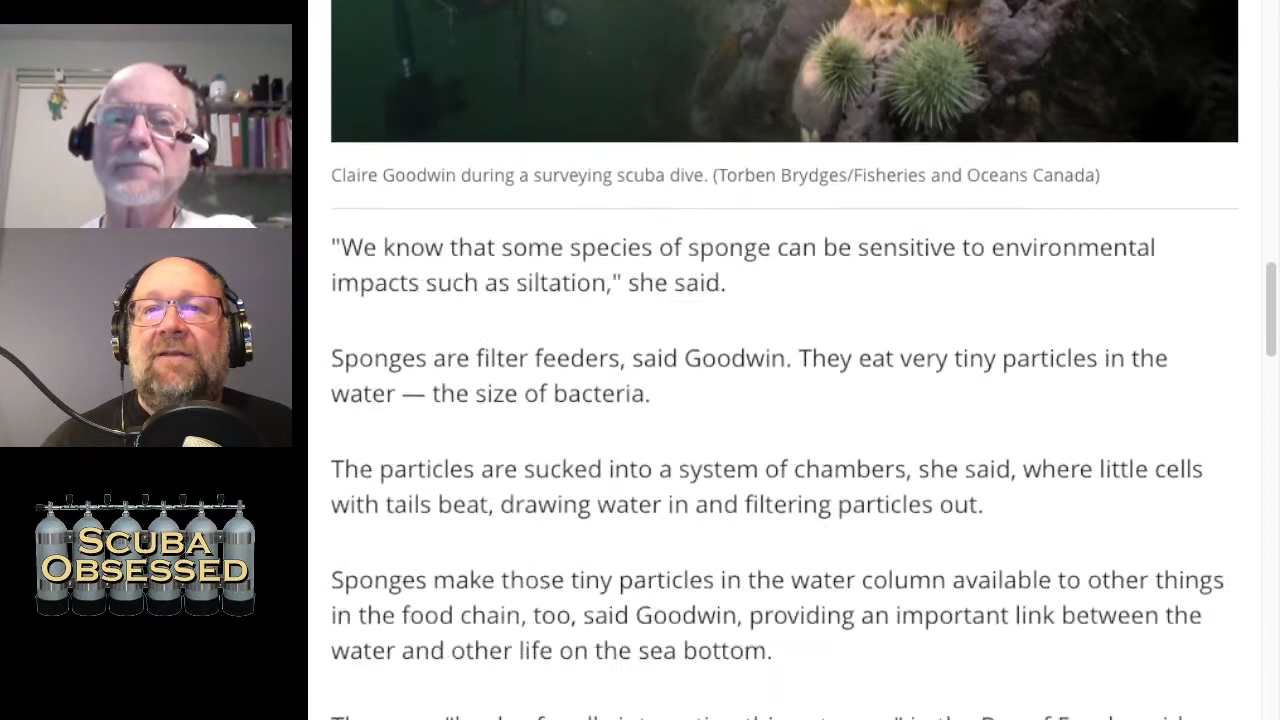 Claire Goodwin during a surveying scuba dive. (Torben Brydges/Fisheries and Oceans Canada)
"We know that some species of sponge can be sensitive to environmental
impacts such as siltation," she said.
Sponges are filter feeders, said Goodwin. They eat very tiny particles in the
water — the size of bacteria.
The particles are sucked into a system of chambers, she said, where little cells
with tails beat, drawing water in and filtering particles out.
Sponges make those tiny particles in the water column available to other things
in the food chain, too, said Goodwin, providing an important link between the
water and other life on the sea bottom.
SCUBA
OBSESSED